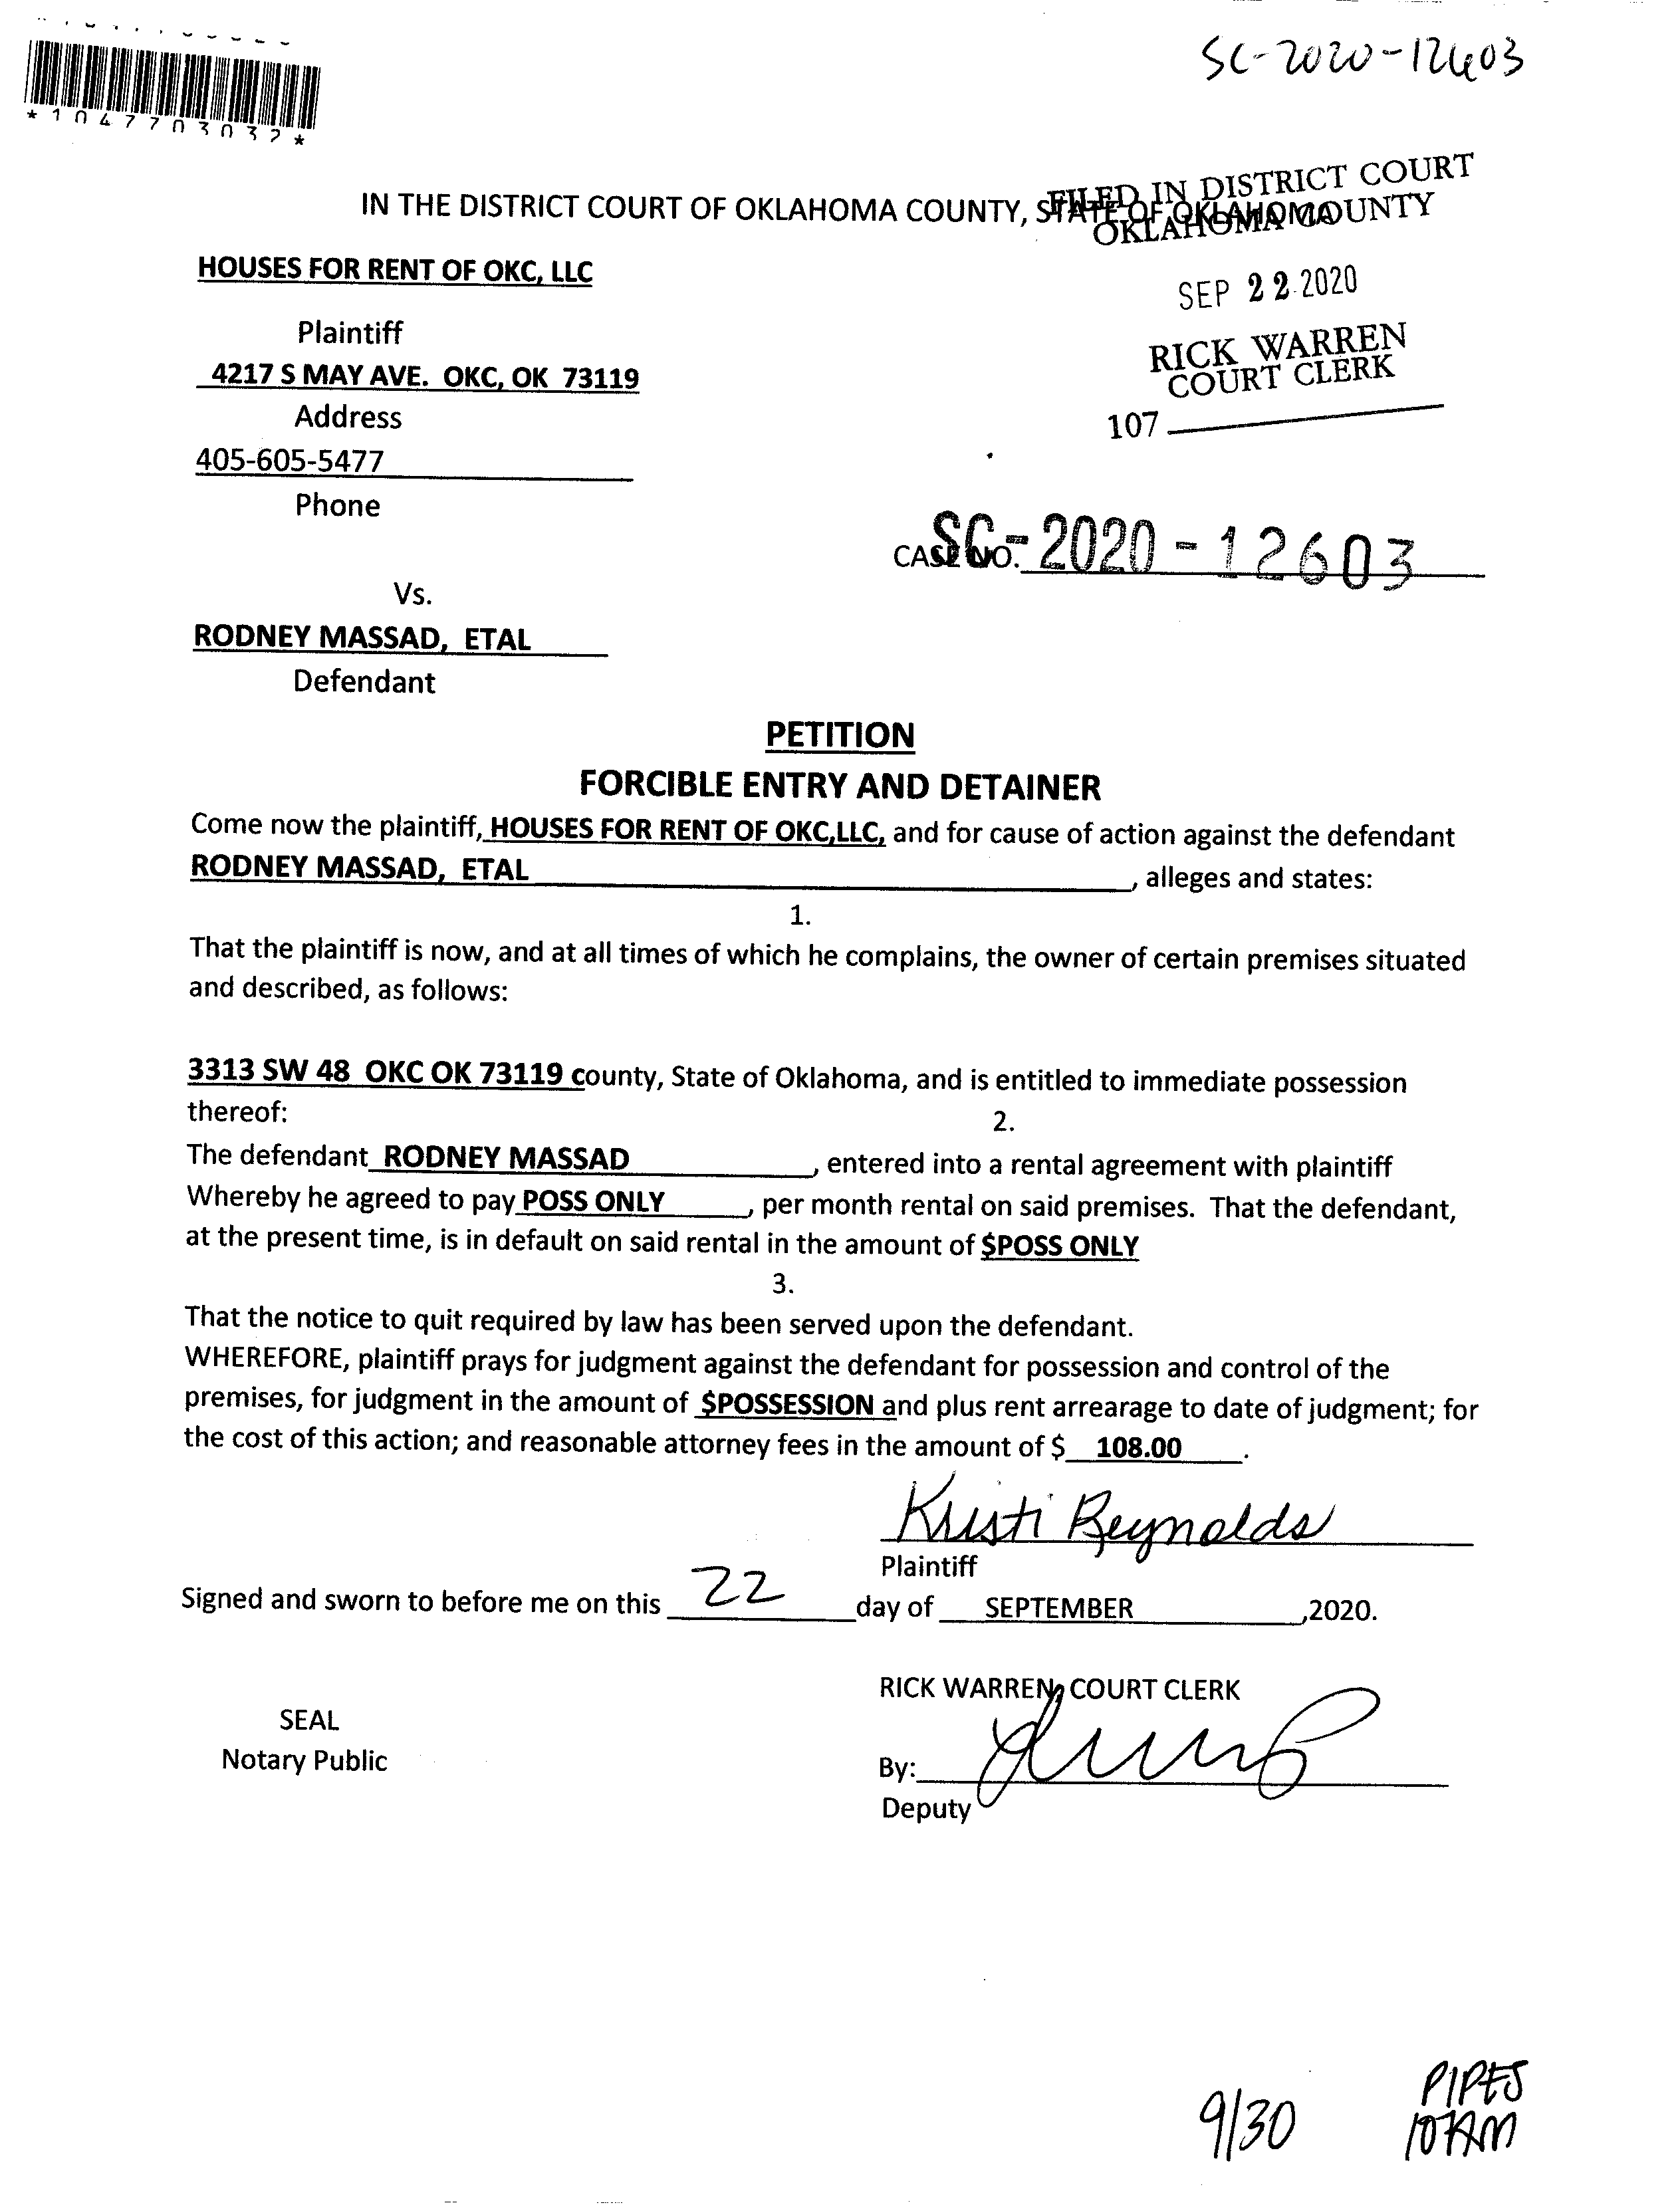 SC-2020-12603
*1047703032*
FILED IN DISTRICT COURT
OKLAHOMA COUNTY
IN THE DISTRICT COURT OF OKLAHOMA COUNTY, STATE OF OKLAHOMA
HOUSES FOR RENT OF OKC, LLC
SEP 22 2020
Plaintiff
RICK WARREN
COURT CLERK
4217 S MAY AVE. OKC, OK 73119
Address
107
405-605-5477
Phone
CASE NO. SC-2020-12603
Vs.
RODNEY MASSAD, ETAL
Defendant
PETITION
FORCIBLE ENTRY AND DETAINER
Come now the plaintiff, HOUSES FOR RENT OF OKC,LLC, and for cause of action against the defendant
RODNEY MASSAD, ETAL, alleges and states:
1.
That the plaintiff is now, and at all times of which he complains, the owner of certain premises situated
and described, as follows:
3313 SW 48 OKC OK 73119 county, State of Oklahoma, and is entitled to immediate possession
thereof:
2.
The defendant RODNEY MASSAD, entered into a rental agreement with plaintiff
Whereby he agreed to pay POSS ONLY, per month rental on said premises. That the defendant,
at the present time, is in default on said rental in the amount of $POSS ONLY
3.
That the notice to quit required by law has been served upon the defendant.
WHEREFORE, plaintiff prays for judgment against the defendant for possession and control of the
premises, for judgment in the amount of $POSSESSION and plus rent arrearage to date of judgment; for
the cost of this action; and reasonable attorney fees in the amount of $ 108.00.
Kristi Reynolds
Plaintiff
Signed and sworn to before me on this 22 day of SEPTEMBER,2020.
RICK WARREN, COURT CLERK
SEAL
Notary Public
By:
Deputy
9/30
PIPES
10AM